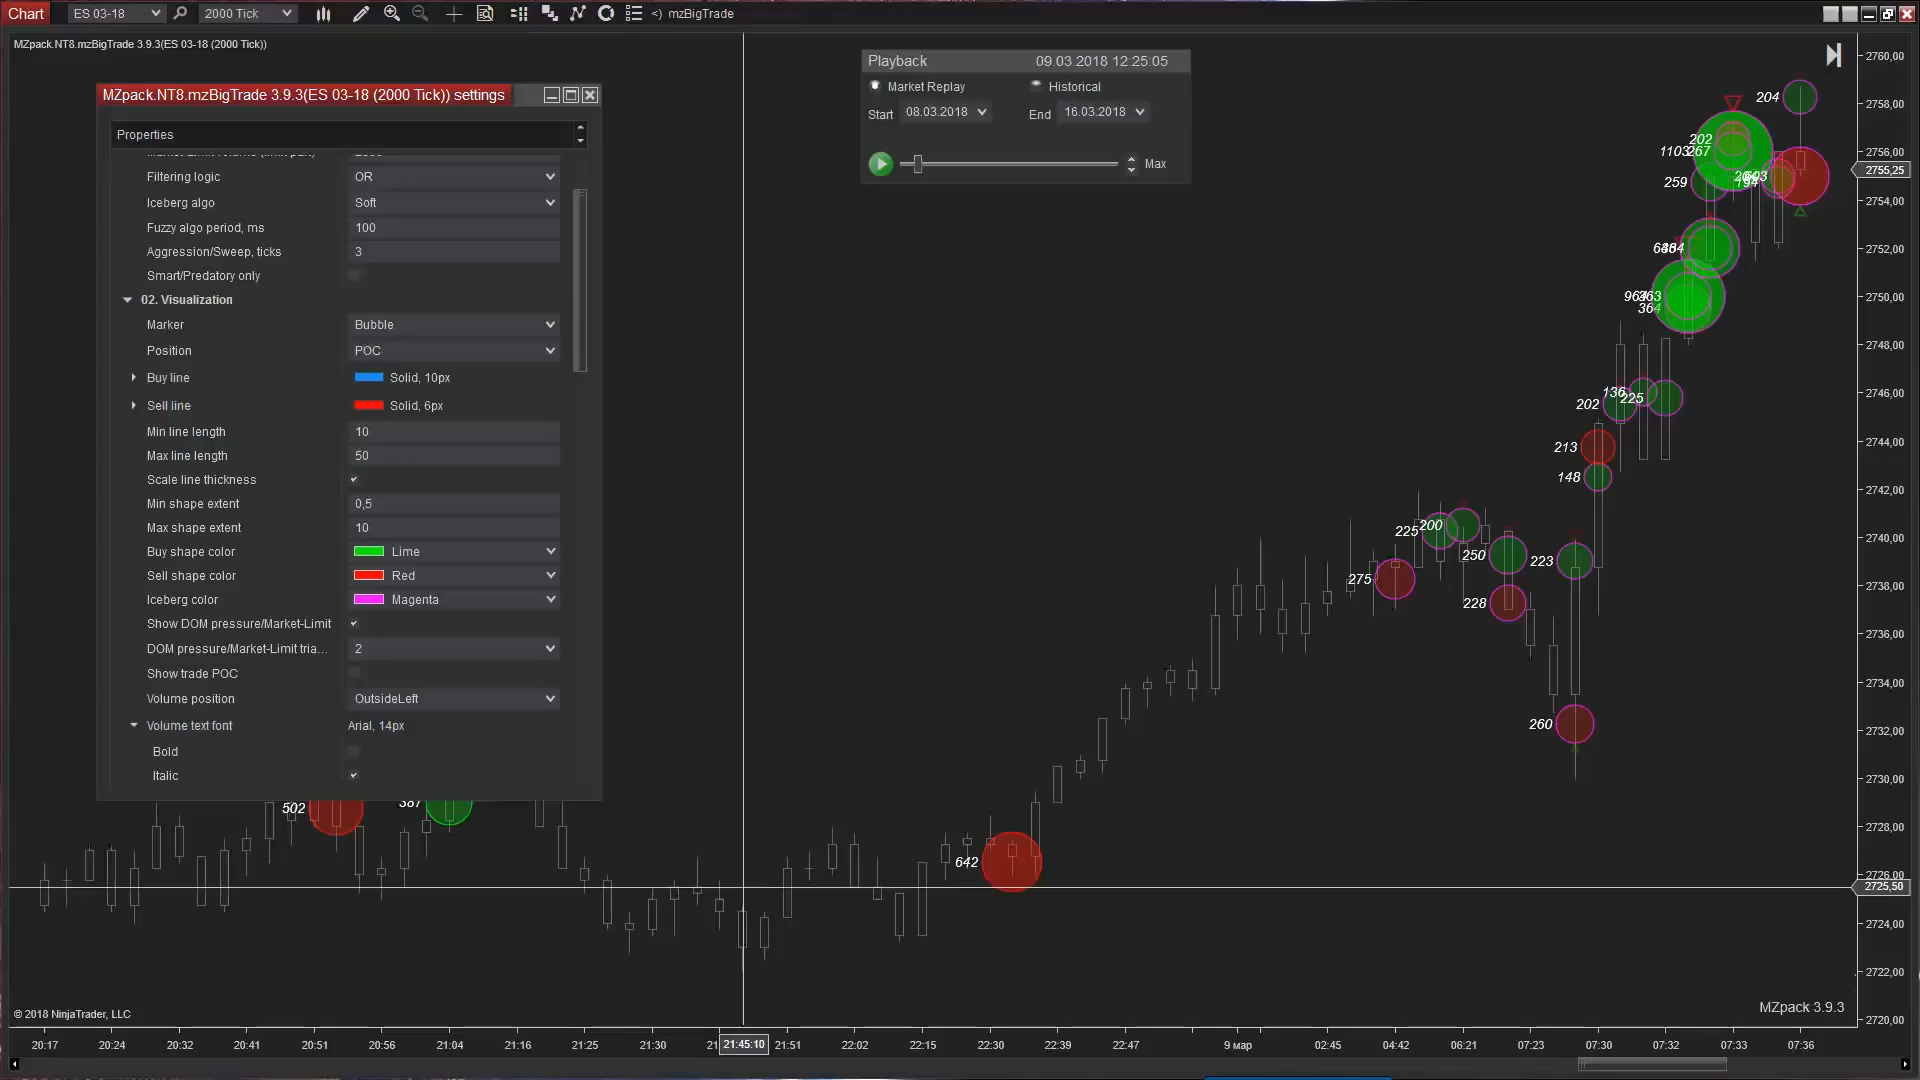 Chart ES 03-18 2000 Tick <> mzBigTrade
MZpack.NT8.mzBigTrade 3.9.3(ES 03-18 (2000 Tick))
MZpack.NT8.mzBigTrade 3.9.3(ES 03-18 (2000 Tick)) settings
Properties
Filtering logic OR
Iceberg algo Soft
Fuzzy algo period, ms 100
Aggression/Sweep, ticks 3
Smart/Predatory only
02. Visualization
Marker Bubble
Position POC
Buy line Solid, 10px
Sell line Solid, 6px
Min line length 10
Max line length 50
Scale line thickness
Min shape extent 0,5
Max shape extent 10
Buy shape color Lime
Sell shape color Red
Iceberg color Magenta
Show DOM pressure/Market-Limit
DOM pressure/Market-Limit tria... 2
Show trade POC
Volume position OutsideLeft
Volume text font Arial, 14px
Bold
Italic
Playback 09.03.2018 12:25:05
Market Replay Historical
Start 08.03.2018 End 16.03.2018
Max
502
387
642
275
225
200
250
228
223
260
213
148
202
136
225
364
259
202
1103
267
194
204
2760,00
2758,00
2756,00
2755,25
2754,00
2752,00
2750,00
2748,00
2746,00
2744,00
2742,00
2740,00
2738,00
2736,00
2734,00
2732,00
2730,00
2728,00
2726,00
2725,50
2724,00
2722,00
2720,00
MZpack 3.9.3
© 2018 NinjaTrader, LLC
20:17 20:24 20:32 20:41 20:51 20:56 21:04 21:16 21:25 21:30 21 21:45:10 21:51 22:02 22:15 22:30 22:39 22:47 9 мар 02:45 04:42 06:21 07:23 07:30 07:32 07:33 07:36